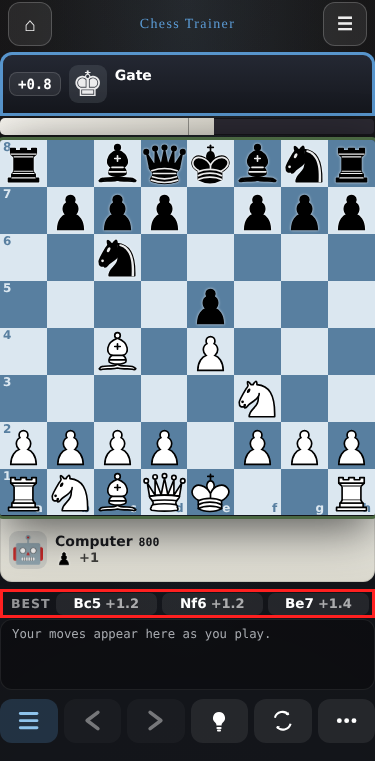 Chess Trainer
+0.8
Gate
8
7
6
5
4
3
2
1
d e f g h
Computer 800
+1
BEST Bc5 +1.2 Nf6 +1.2 Be7 +1.4
Your moves appear here as you play.